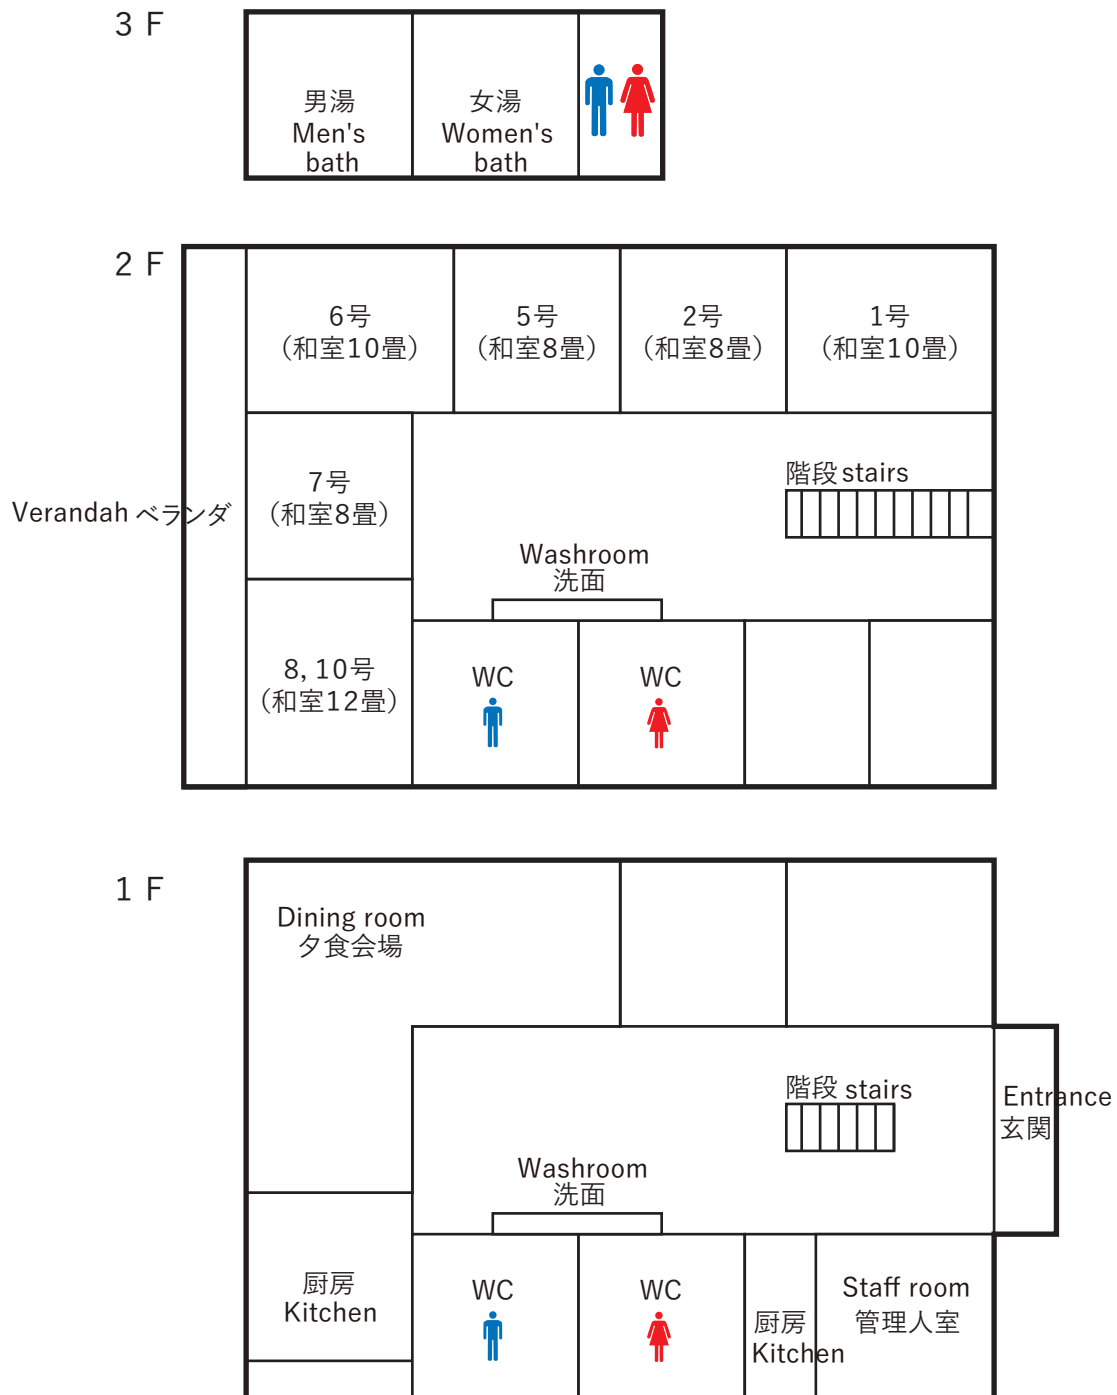 3 F
男湯
Men's
bath
女湯
Women's
bath
2 F
6号
（和室10畳）
5号
（和室8畳）
2号
（和室8畳）
1号
（和室10畳）
7号
（和室8畳）
階段 stairs
Verandah ベランダ
Washroom
洗面
8, 10号
（和室12畳）
WC
WC
1 F
Dining room
夕食会場
階段 stairs
Entrance
玄関
Washroom
洗面
厨房
Kitchen
WC
WC
厨房
Kitchen
Staff room
管理人室